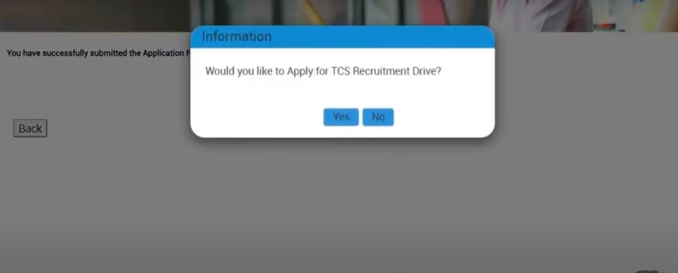 Information
You have successfully submitted the Application
Would you like to Apply for TCS Recruitment Drive?
Yes No
Back